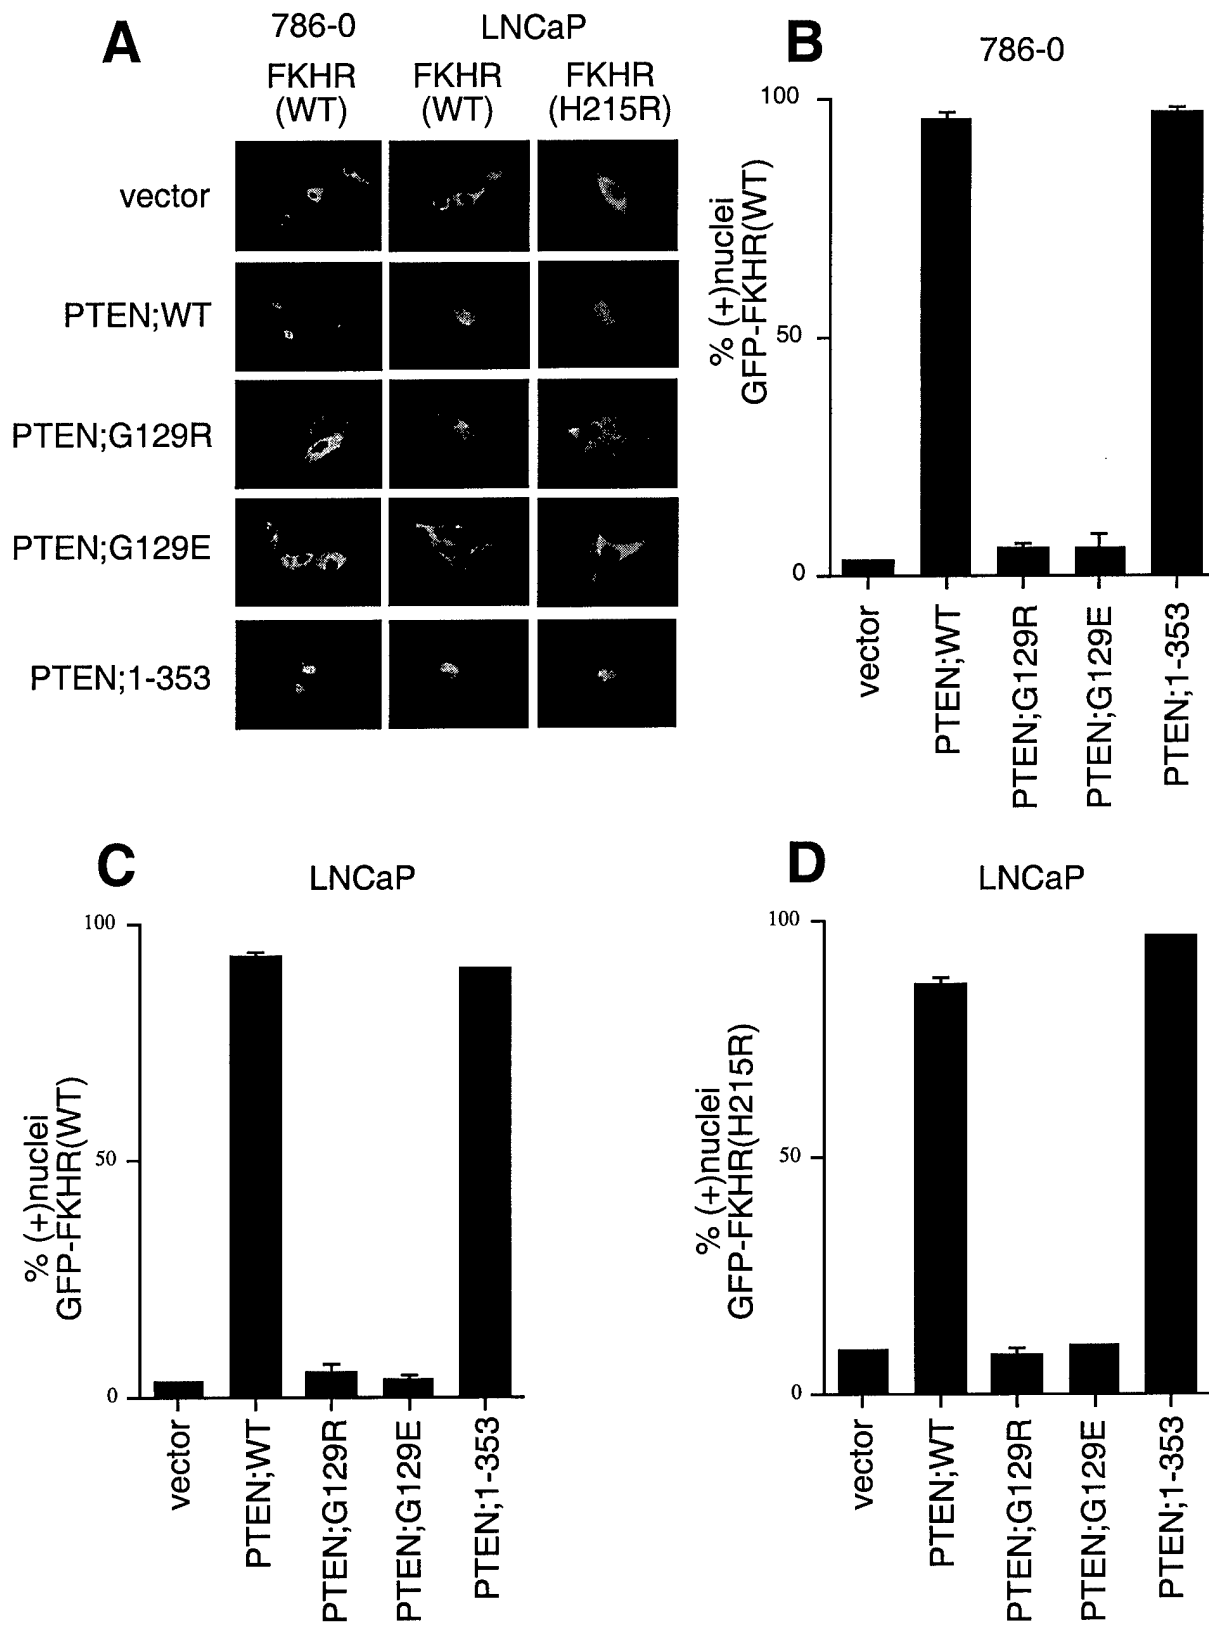 A
786-0
LNCaP
FKHR
(WT)
FKHR
(WT)
FKHR
(H215R)
vector
PTEN;WT
PTEN;G129R
PTEN;G129E
PTEN;1-353
B
786-0
% (+)nuclei
GFP-FKHR(WT)
100
50
0
vector
PTEN;WT
PTEN;G129R
PTEN;G129E
PTEN;1-353
C
LNCaP
% (+)nuclei
GFP-FKHR(WT)
100
50
0
vector
PTEN;WT
PTEN;G129R
PTEN;G129E
PTEN;1-353
D
LNCaP
% (+)nuclei
GFP-FKHR(H215R)
100
50
0
vector
PTEN;WT
PTEN;G129R
PTEN;G129E
PTEN;1-353